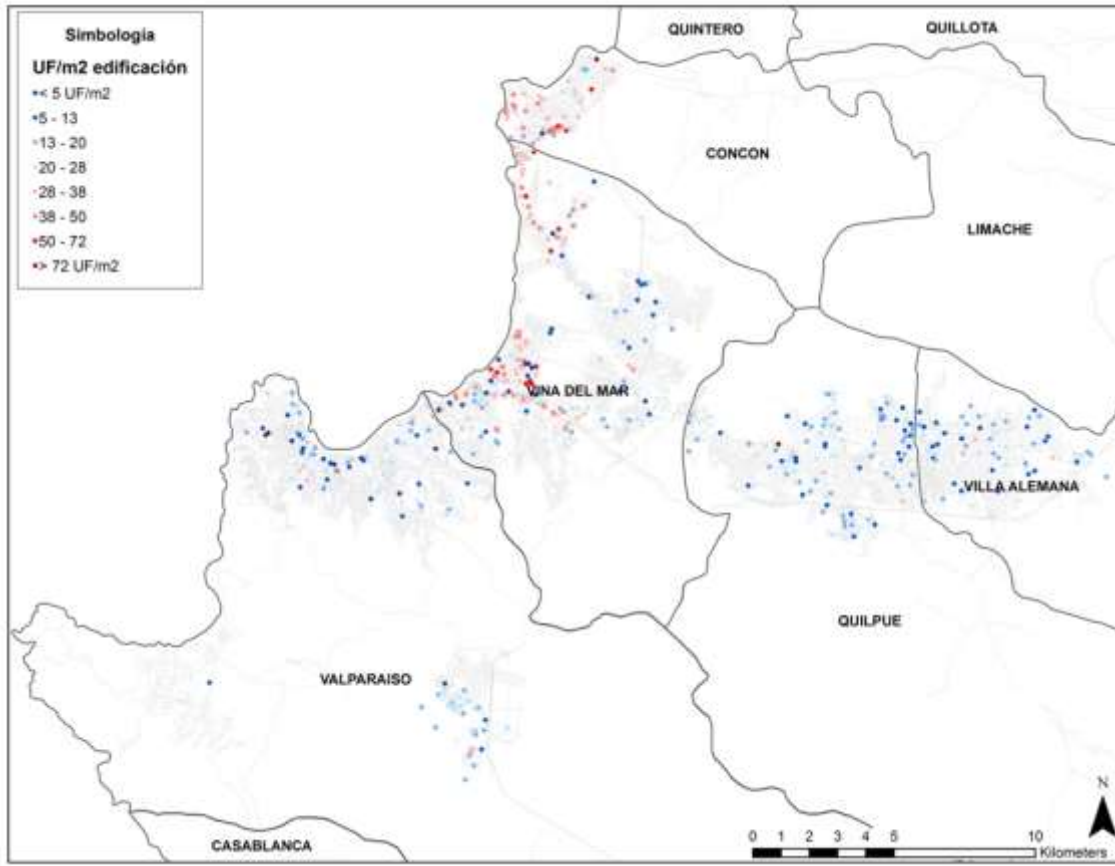 Simbologia
UF/m2 edificación
< 5 UF/m2
5 - 13
13 - 20
20 - 28
28 - 38
38 - 50
50 - 72
> 72 UF/m2
QUINTERO
QUILLOTA
CONCON
LIMACHE
VINA DEL MAR
VILLA ALEMANA
QUILPUE
VALPARAISO
CASABLANCA
N
0 1 2 3 4 5 10
Kilometers